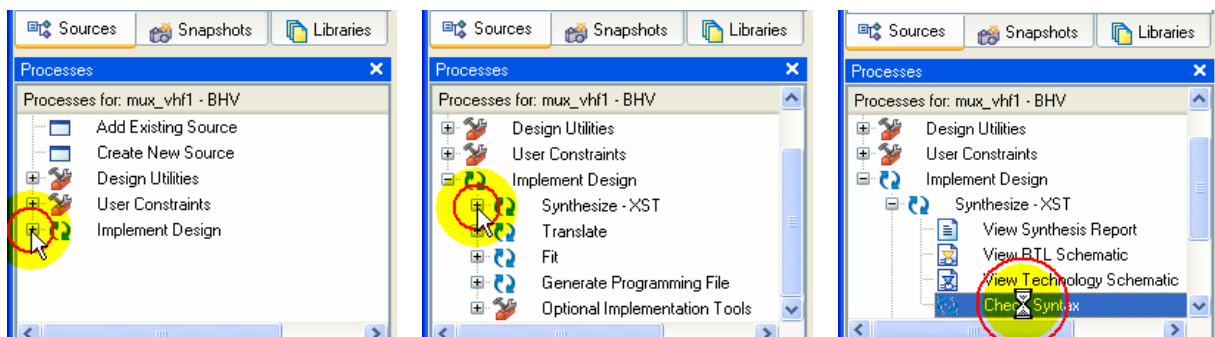 Sources Snapshots Libraries
Processes
Processes for: mux_vhf1 - BHV
Add Existing Source
Create New Source
Design Utilities
User Constraints
Implement Design
Sources Snapshots Libraries
Processes
Processes for: mux_vhf1 - BHV
Design Utilities
User Constraints
Implement Design
Synthesize - XST
Translate
Fit
Generate Programming File
Optional Implementation Tools
Sources Snapshots Libraries
Processes
Processes for: mux_vhf1 - BHV
Design Utilities
User Constraints
Implement Design
Synthesize - XST
View Synthesis Report
View RTL Schematic
View Technology Schematic
Check Syntax